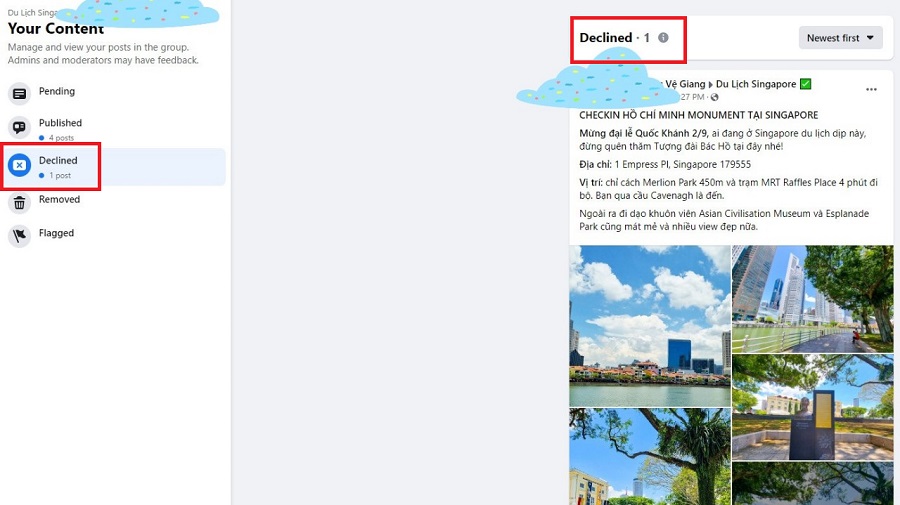 Du Lịch Singa
Your Content
Manage and view your posts in the group.
Admins and moderators may have feedback.
Pending
Published
4 posts
Declined
1 post
Removed
Flagged
Declined · 1
Newest first
Vệ Giang Du Lịch Singapore
:27 PM ·
CHECKIN HỒ CHÍ MINH MONUMENT TẠI SINGAPORE
Mừng đại lễ Quốc Khánh 2/9, ai đang ở Singapore du lịch dịp này,
đừng quên thăm Tượng đài Bác Hồ tại đây nhé!
Địa chỉ: 1 Empress Pl, Singapore 179555
Vị trí: chỉ cách Merlion Park 450m và trạm MRT Raffles Place 4 phút đi
bộ. Bạn qua cầu Cavenagh là đến.
Ngoài ra đi dạo khuôn viên Asian Civilisation Museum và Esplanade
Park cũng mát mẻ và nhiều view đẹp nữa.